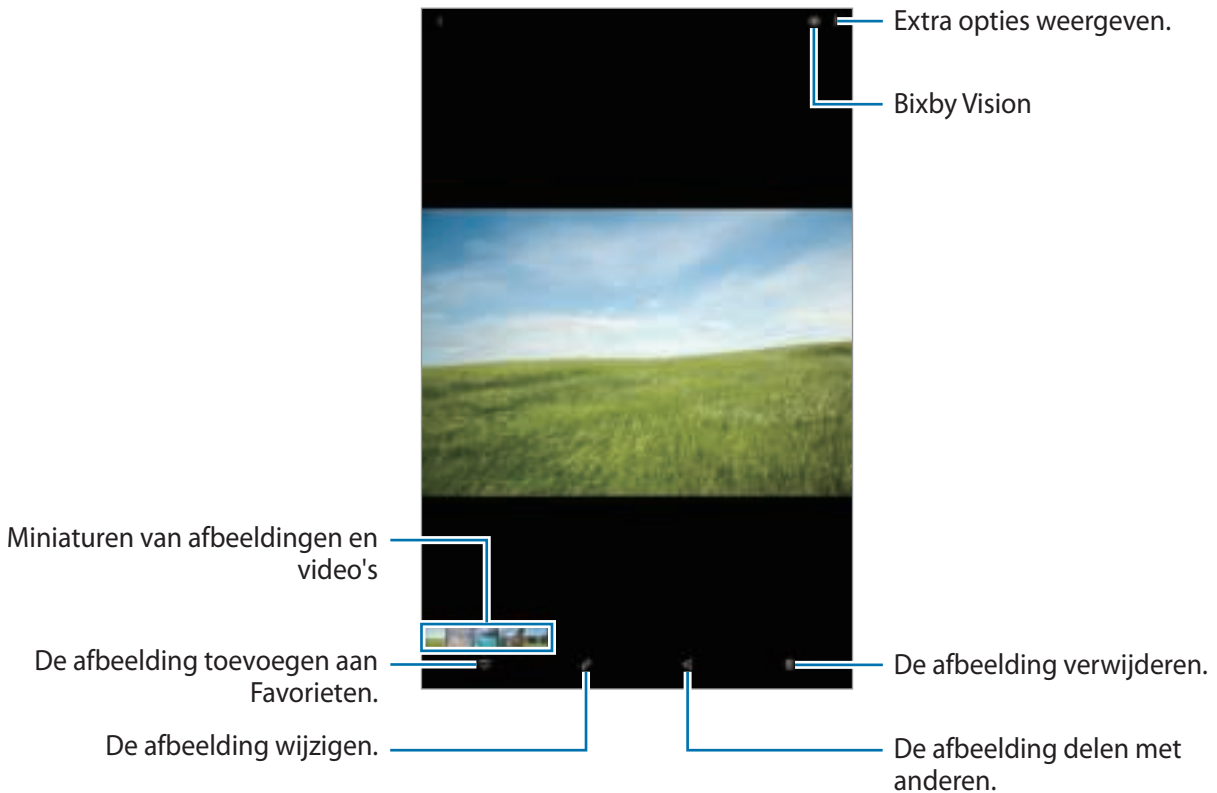 Extra opties weergeven.
Bixby Vision
Miniaturen van afbeeldingen en
video's
De afbeelding toevoegen aan
Favorieten.
De afbeelding verwijderen.
De afbeelding wijzigen.
De afbeelding delen met
anderen.